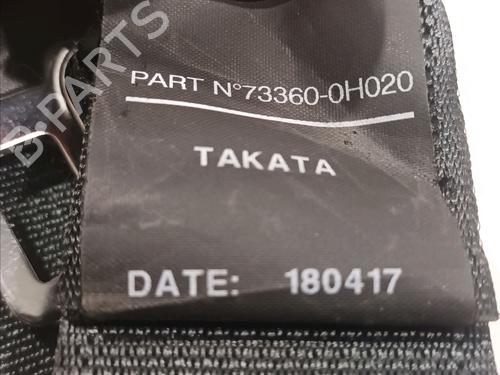 B-PARTS
PART N°73360-0H020
TAKATA
DATE: 180417